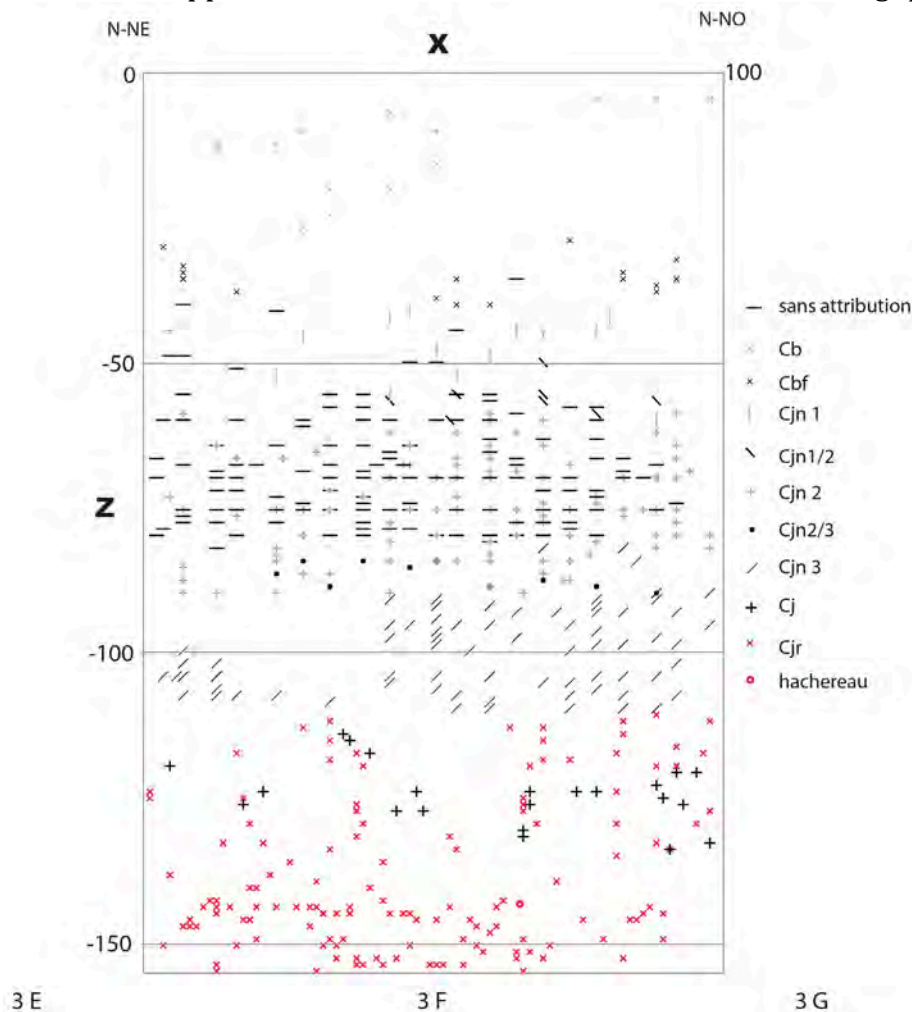 N-NE
N-NO
X
0
100
-50
Z
-100
-150
sans attribution
Cb
Cbf
Cjn 1
Cjn1/2
Cjn 2
Cjn2/3
Cjn 3
Cj
Cjr
hachereau
3 E
3 F
3 G